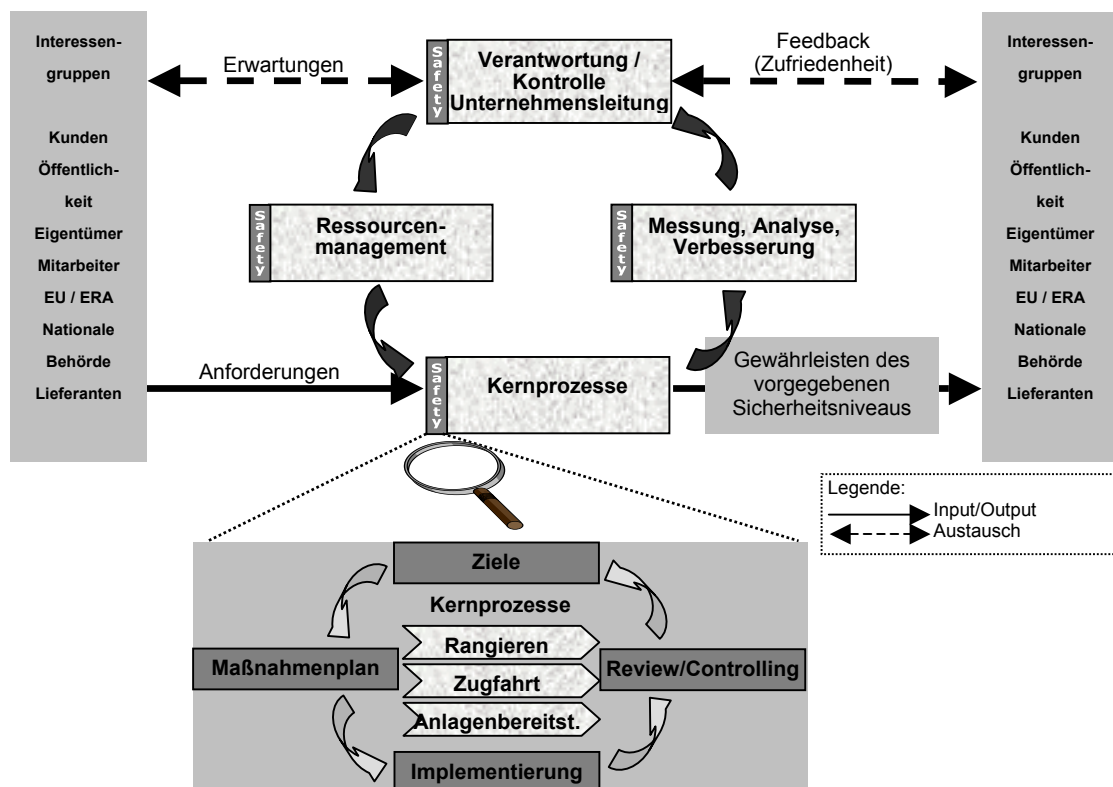 Interessen-
gruppen
Kunden
Öffentlich-
keit
Eigentümer
Mitarbeiter
EU / ERA
Nationale
Behörde
Lieferanten
Erwartungen
Safety
Verantwortung /
Kontrolle
Unternehmensleitung
Feedback
(Zufriedenheit)
Interessen-
gruppen
Kunden
Öffentlich-
keit
Eigentümer
Mitarbeiter
EU / ERA
Nationale
Behörde
Lieferanten
Safety
Ressourcen-
management
Safety
Messung, Analyse,
Verbesserung
Anforderungen
Safety
Kernprozesse
Gewährleisten des
vorgegebenen
Sicherheitsniveaus
Legende:
Input/Output
Austausch
Ziele
Kernprozesse
Rangieren
Maßnahmenplan
Zugfahrt
Review/Controlling
Anlagenbereitst.
Implementierung